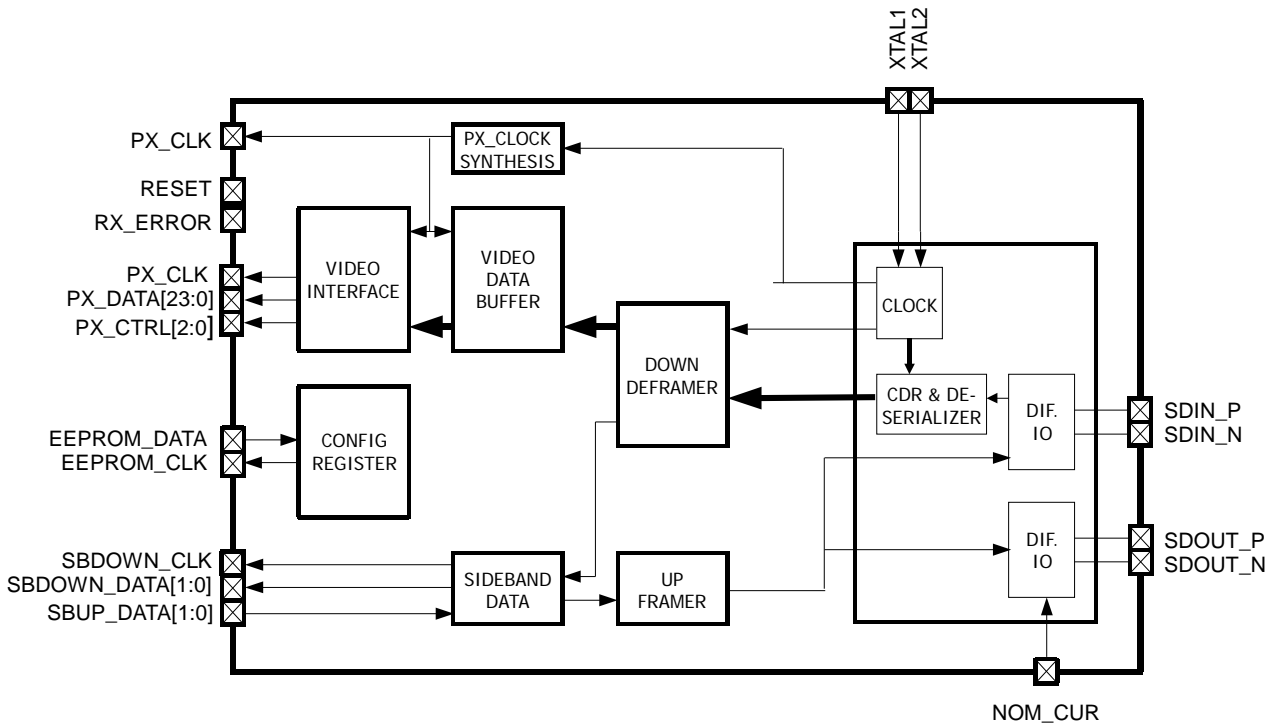 XTAL1
XTAL2
PX_CLK
PX_CLOCK
SYNTHESIS
RESET
RX_ERROR
PX_CLK
PX_DATA[23:0]
PX_CTRL[2:0]
VIDEO
INTERFACE
VIDEO
DATA
BUFFER
CLOCK
DOWN
DEFRAMER
CDR & DE-
SERIALIZER
DIF.
IO
SDIN_P
SDIN_N
EEPROM_DATA
EEPROM_CLK
CONFIG
REGISTER
SBDOWN_CLK
SBDOWN_DATA[1:0]
SBUP_DATA[1:0]
SIDEBAND
DATA
UP
FRAMER
DIF.
IO
SDOUT_P
SDOUT_N
NOM_CUR